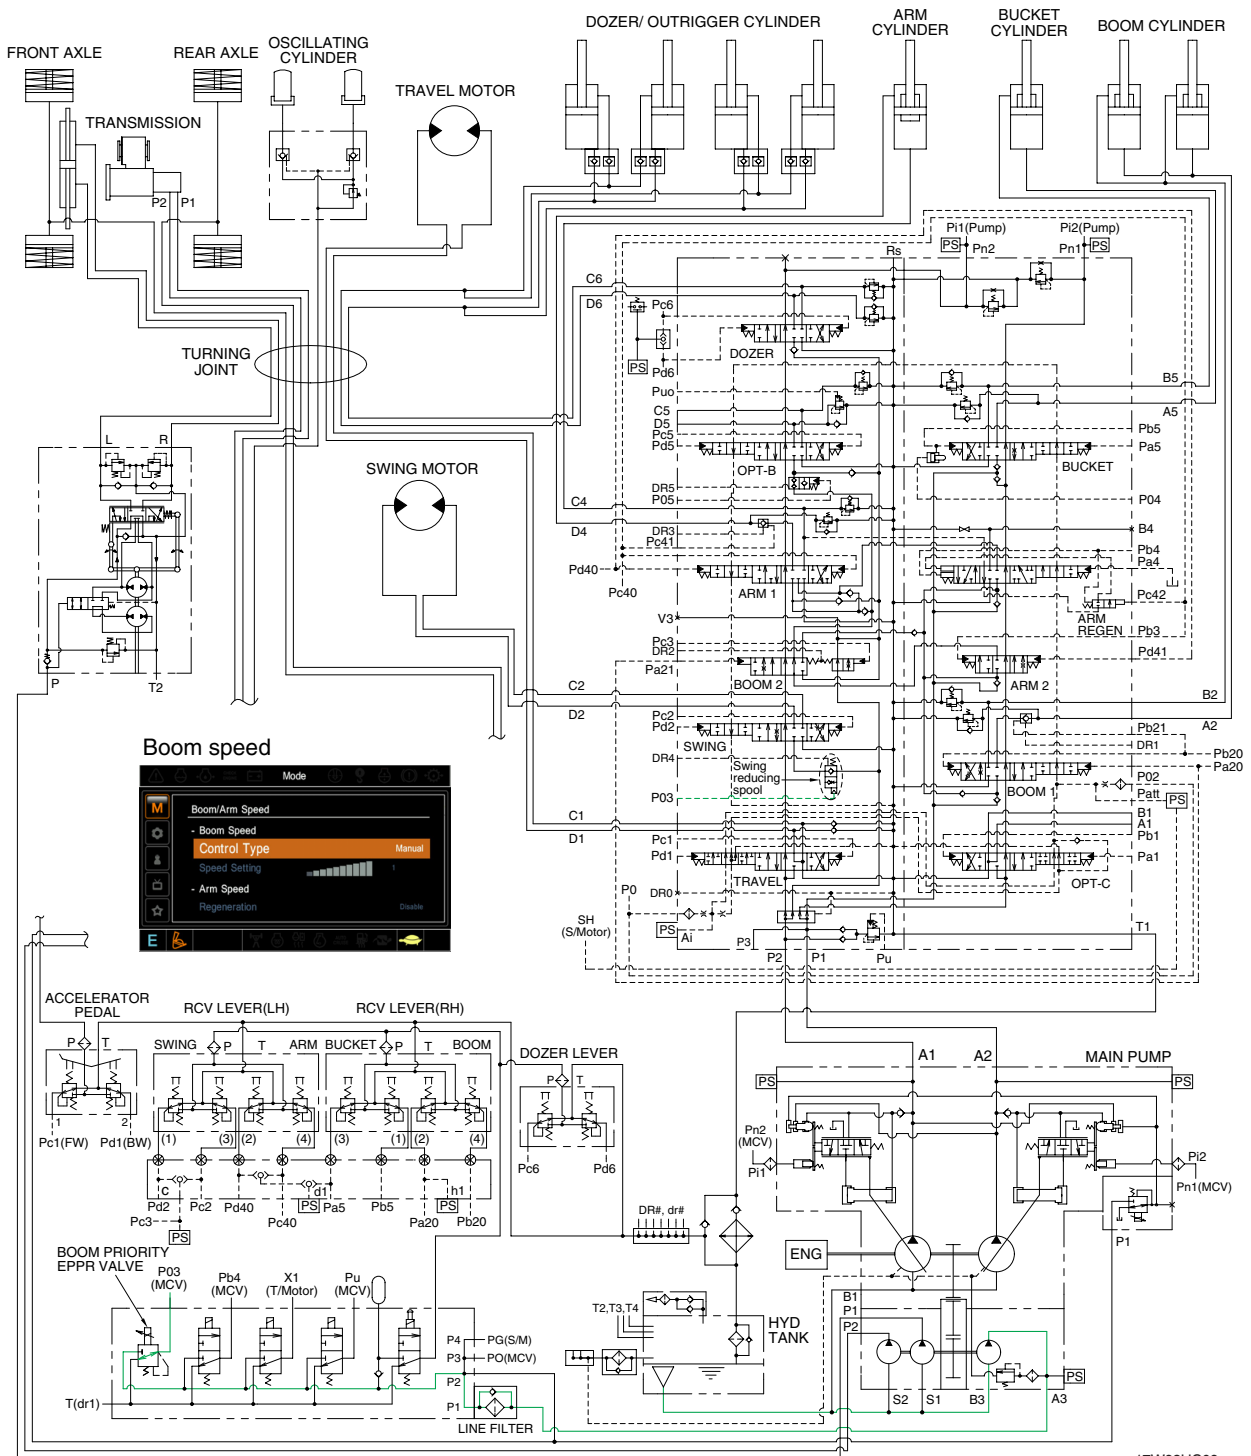 DOZER/ OUTRIGGER CYLINDER
ARM
CYLINDER
BUCKET
CYLINDER
BOOM CYLINDER
FRONT AXLE
REAR AXLE
OSCILLATING
CYLINDER
TRAVEL MOTOR
TRANSMISSION
P2 P1
Pi1(Pump)
Pi2(Pump)
PS
Pn2
Pn1
PS
Rs
C6
D6
Pc6
PS
Pd6
DOZER
TURNING
JOINT
Puo
C5
D5
Pc5
Pd5
OPT-B
B5
A5
Pb5
Pa5
BUCKET
L
R
SWING MOTOR
DR5
P05
P04
C4
D4
DR3
Pc41
B4
Pb4
Pa4
Pd40
Pc40
ARM 1
Pc42
ARM
REGEN
V3
Pc3
DR2
Pa21
BOOM 2
Pb3
Pd41
ARM 2
P
T2
C2
D2
Pc2
Pd2
SWING
B2
A2
Pb21
DR1
Pb20
Pa20
DR4
Swing
reducing
spool
P03
BOOM 1
P02
Patt
PS
Boom speed
Mode
M
Boom/Arm Speed
- Boom Speed
Control Type
Manual
Speed Setting
1
- Arm Speed
Regeneration
Disable
E
C1
D1
Pc1
Pd1
TRAVEL
B1
A1
Pb1
Pa1
OPT-C
P0
DR0
SH
(S/Motor)
PS
Ai
P3
P2
P1
Pu
T1
ACCELERATOR
PEDAL
P T
1
2
Pc1(FW)
Pd1(BW)
RCV LEVER(LH)
RCV LEVER(RH)
SWING
P
T
ARM
BUCKET
P
T
BOOM
(1)
(3)
(2)
(4)
(3)
(1)
(2)
(4)
DOZER LEVER
P
T
Pc6
Pd6
c
Pd2
Pc2
Pd40
Pc40
PS
d1
Pa5
Pb5
Pa20
h1
PS
Pb20
Pc3
PS
A1
A2
MAIN PUMP
PS
PS
Pn2
(MCV)
Pi1
Pi2
Pn1(MCV)
P1
DR#, dr#
ENG
BOOM PRIORITY
EPPR VALVE
P03
(MCV)
Pb4
(MCV)
X1
(T/Motor)
Pu
(MCV)
P4
PG(S/M)
P3
PO(MCV)
P2
P1
T(dr1)
LINE FILTER
T2,T3,T4
HYD
TANK
B1
P1
P2
S2
S1
B3
A3
PS